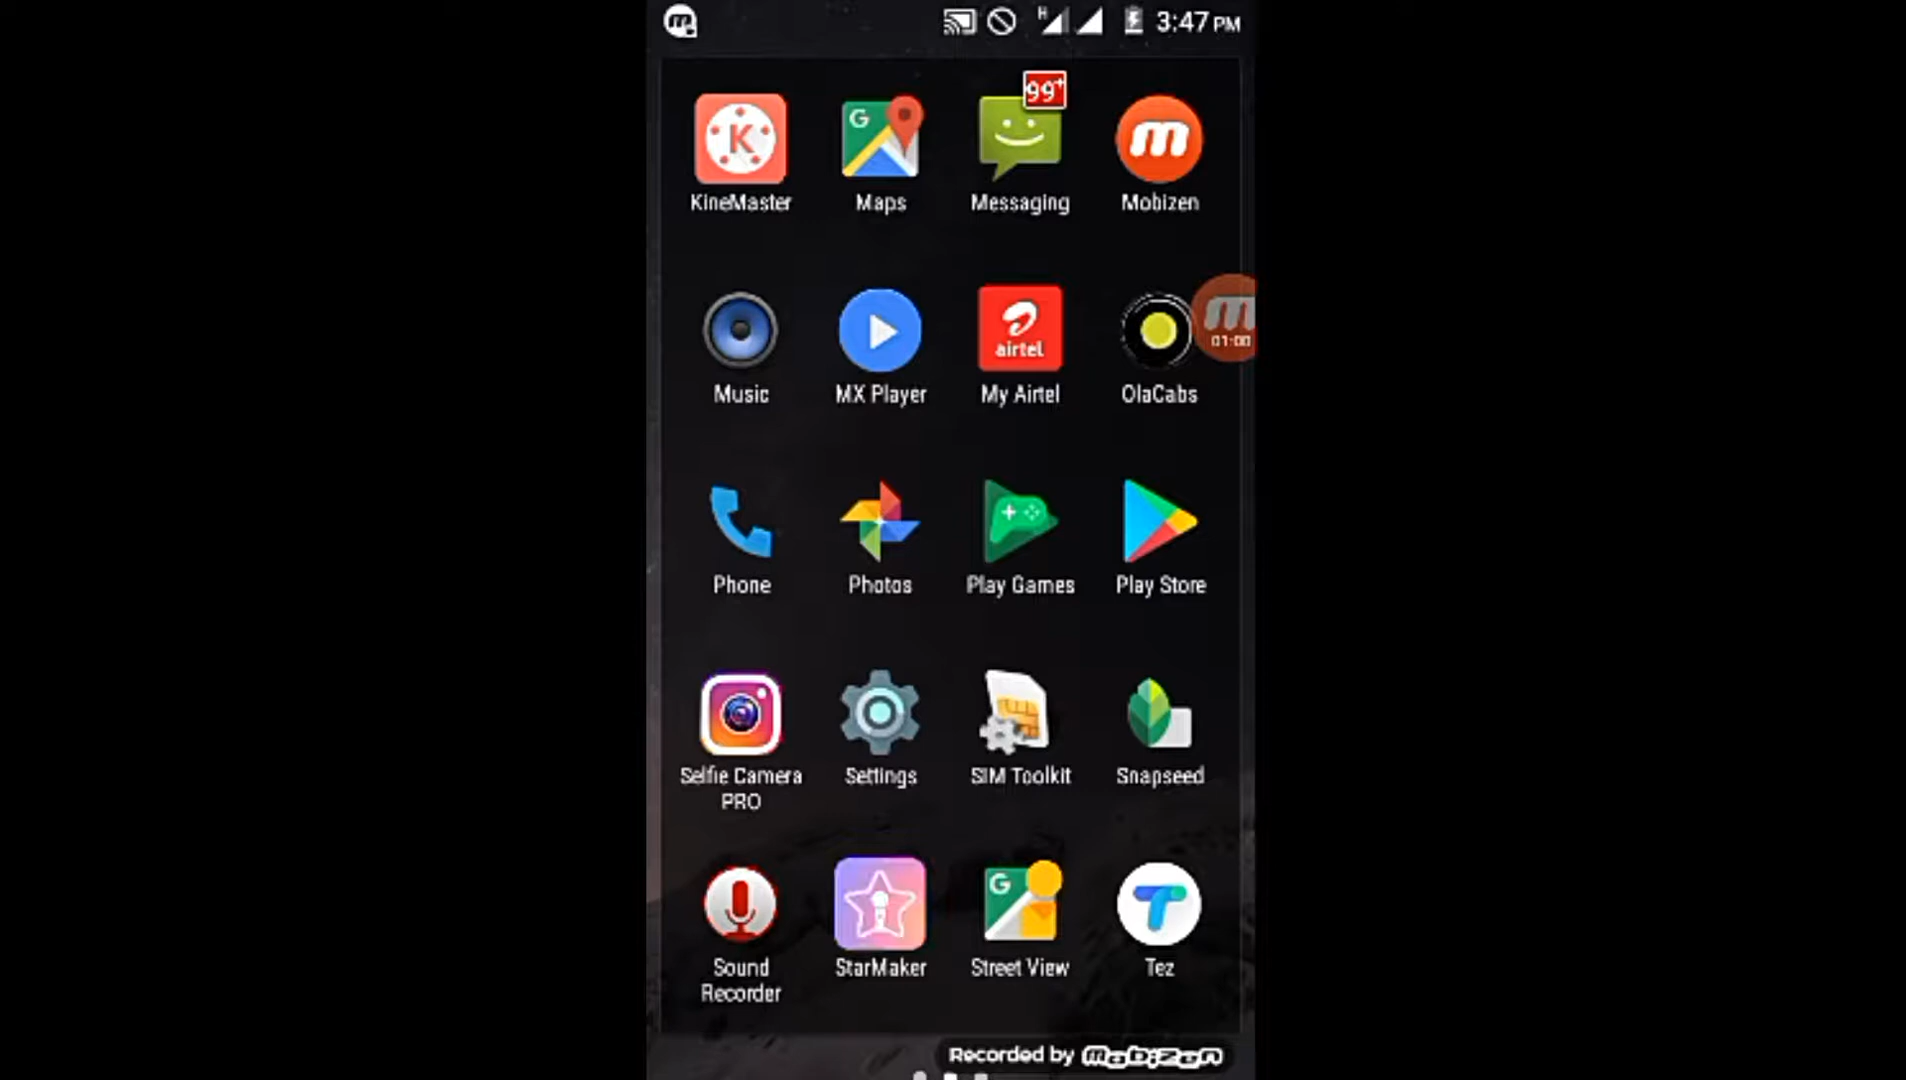 3:47 PM
99+
K
G
m
KineMaster
Maps
Messaging
Mobizen
airtel
01:00
Music
MX Player
My Airtel
OlaCabs
Phone
Photos
Play Games
Play Store
Selfie Camera
PRO
Settings
SIM Toolkit
Snapseed
G
Sound
Recorder
StarMaker
Street View
Tez
Recorded by mobizen